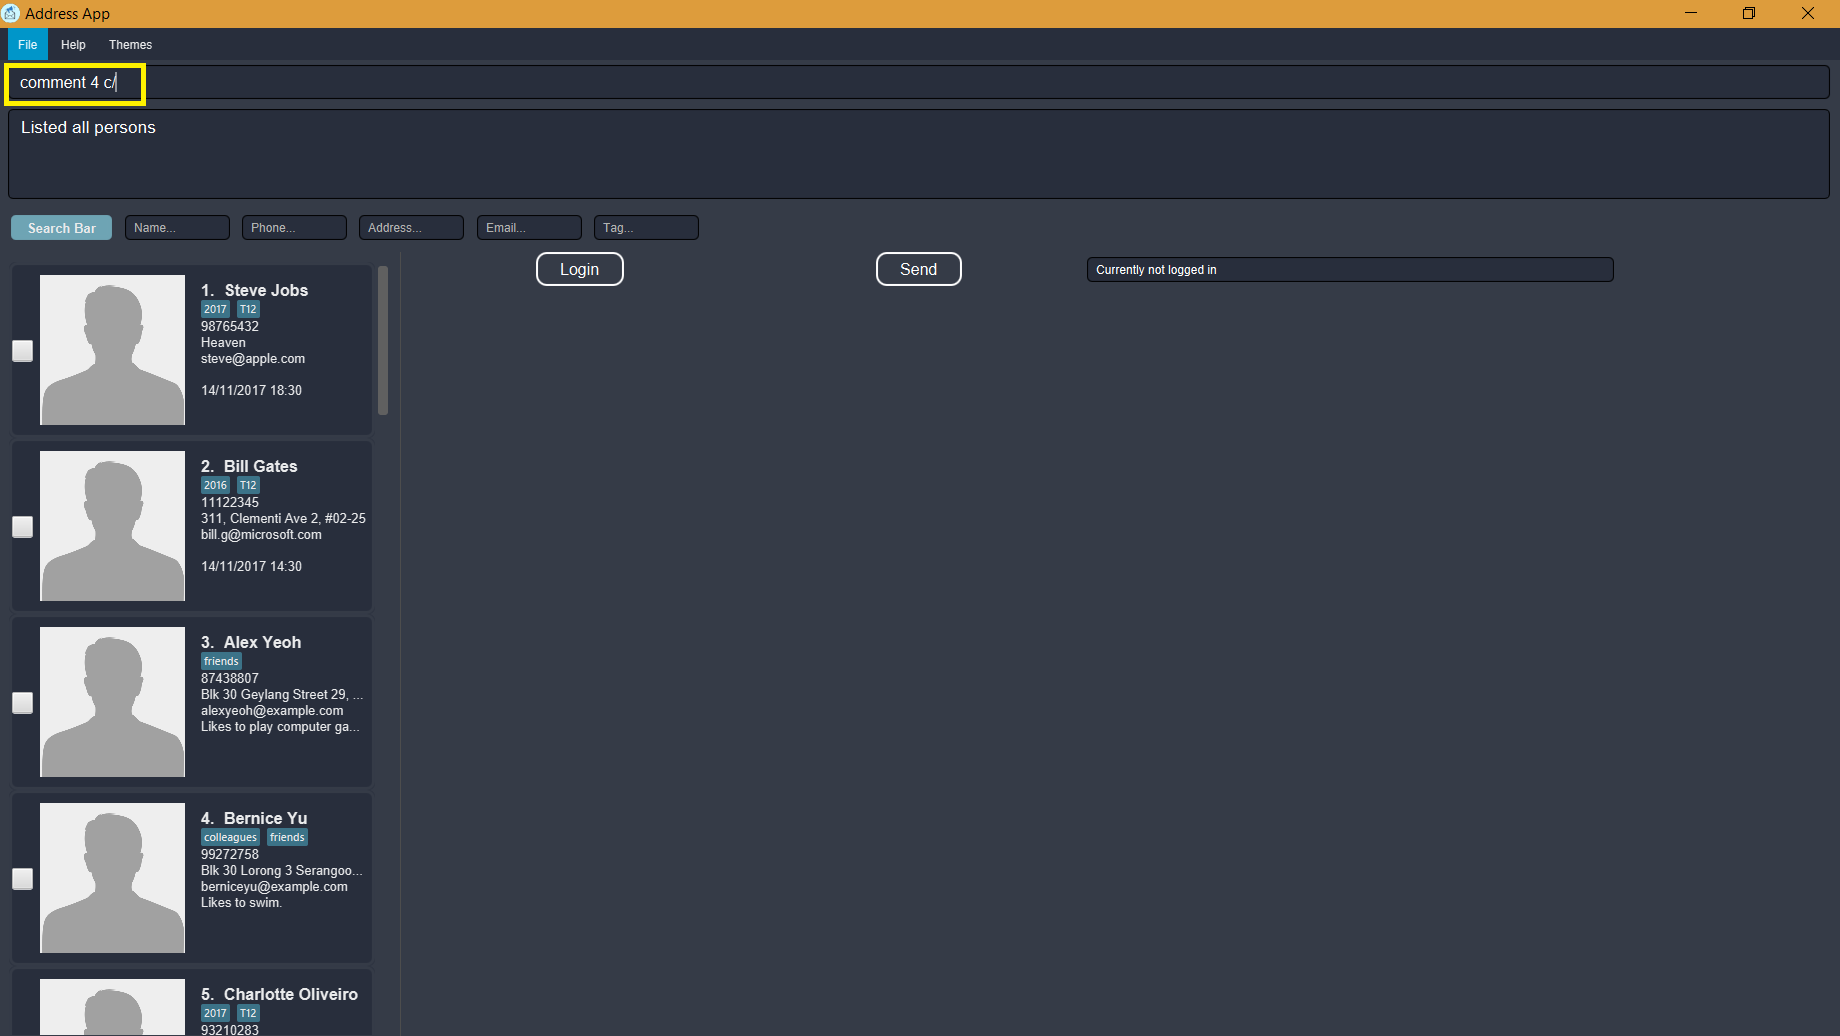 Address App
File Help Themes
comment 4 c/
Listed all persons
Search Bar Name... Phone... Address... Email... Tag...
Login Send Currently not logged in
1. Steve Jobs
2017 T12
98765432
Heaven
steve@apple.com
14/11/2017 18:30
2. Bill Gates
2016 T12
11122345
311, Clementi Ave 2, #02-25
bill.g@microsoft.com
14/11/2017 14:30
3. Alex Yeoh
friends
87438807
Blk 30 Geylang Street 29, ...
alexyeoh@example.com
Likes to play computer ga...
4. Bernice Yu
colleagues friends
99272758
Blk 30 Lorong 3 Serangoo...
berniceyu@example.com
Likes to swim.
5. Charlotte Oliveiro
2017 T12
93210283